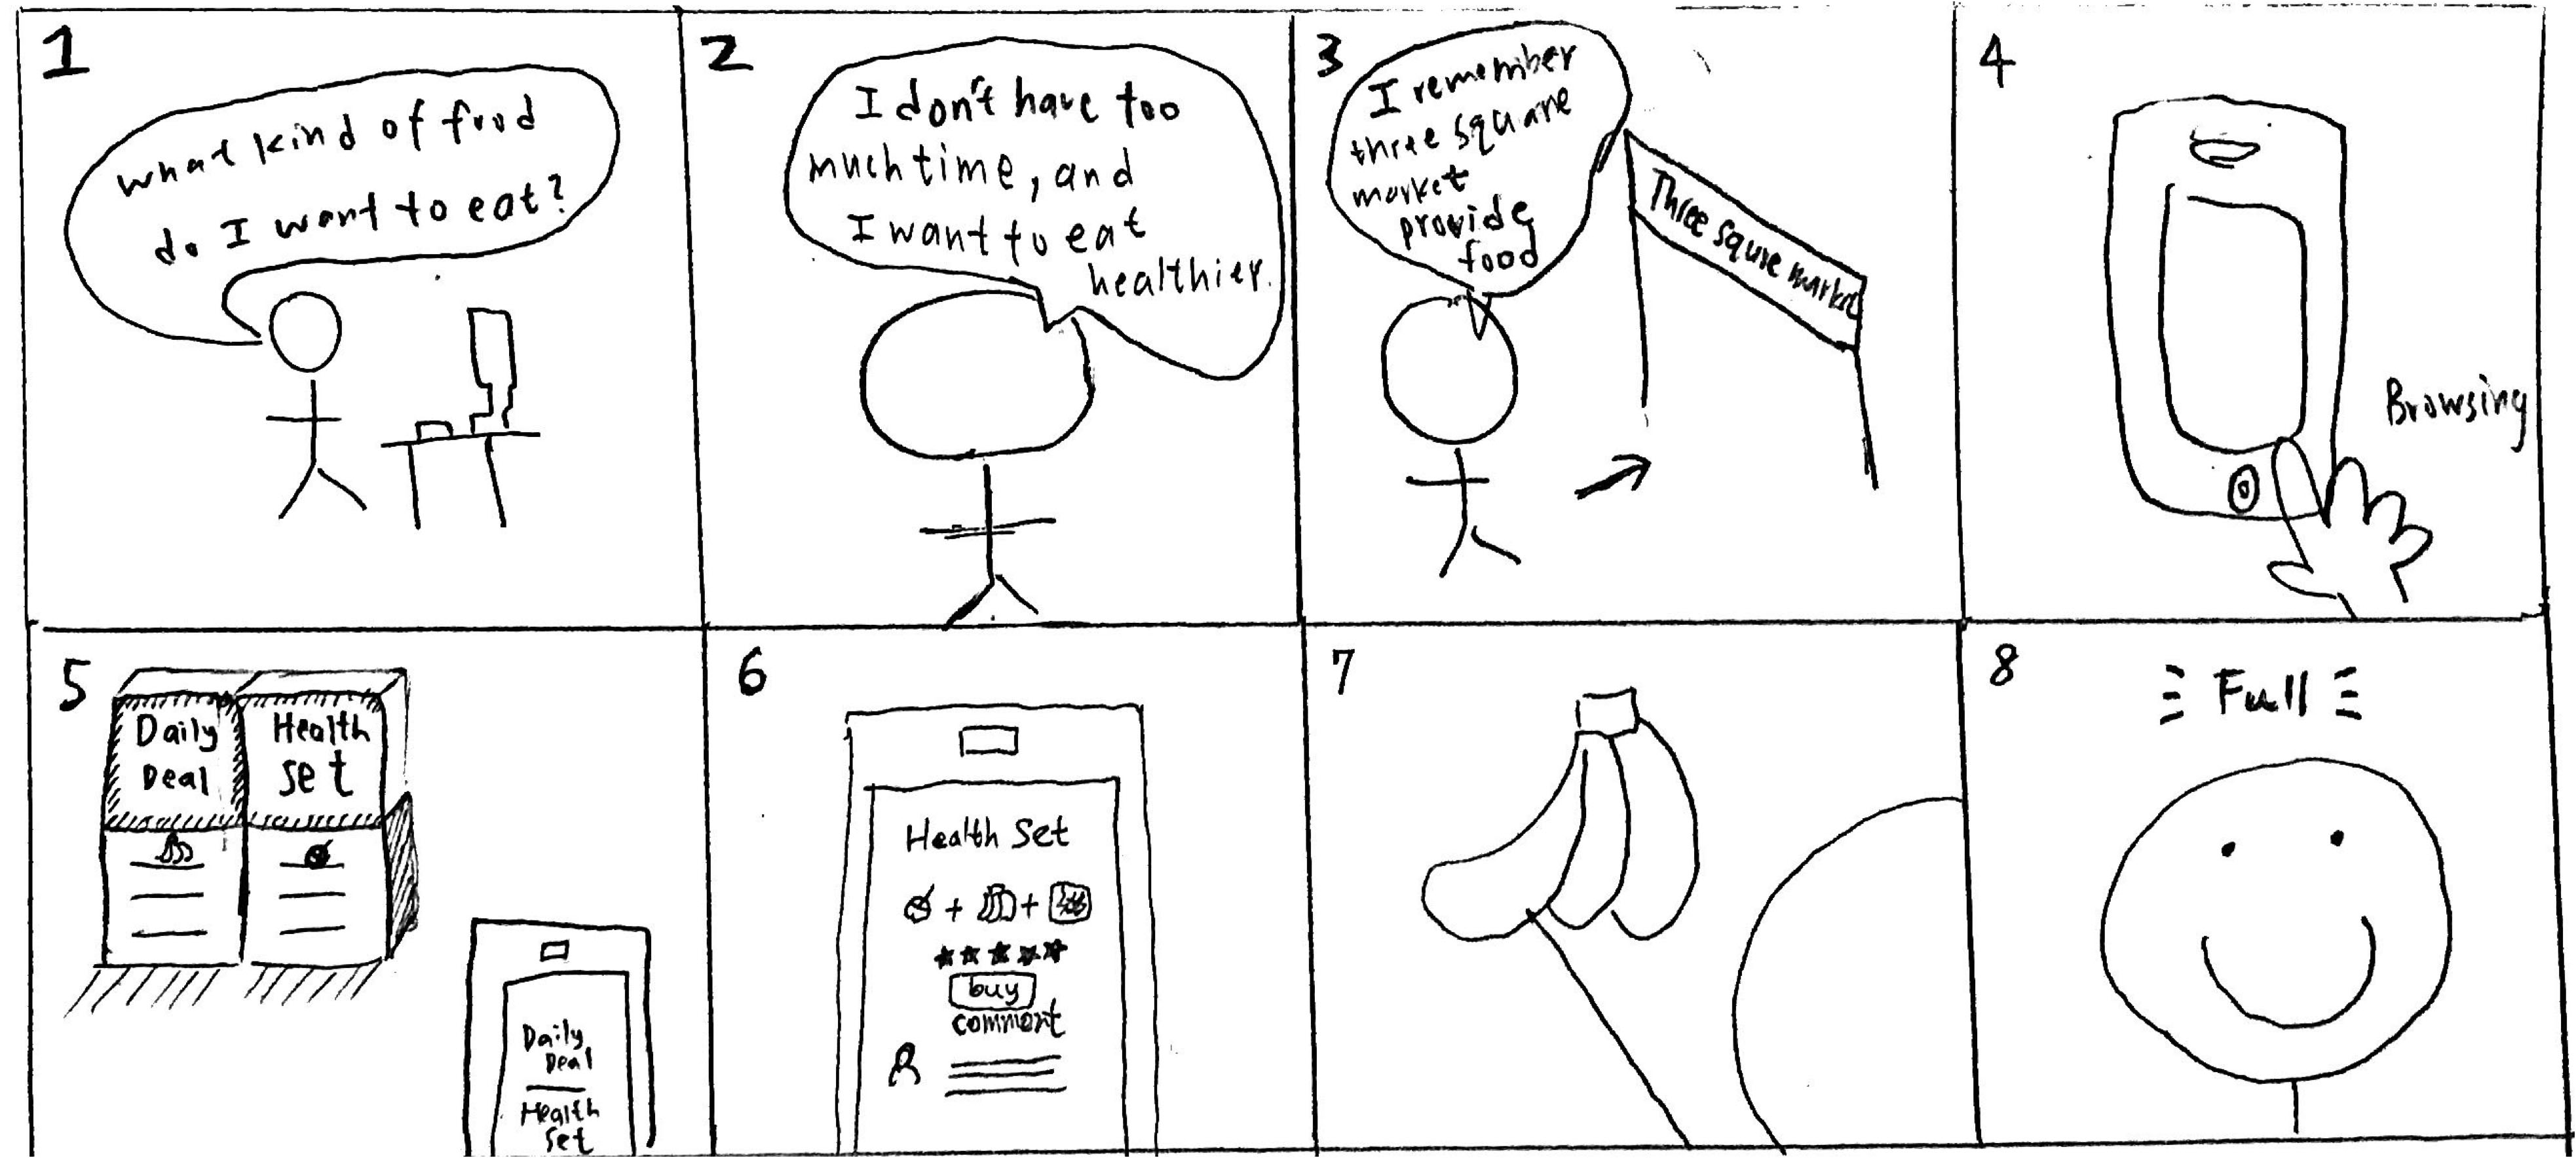 1
what kind of food
do I want to eat?
2
I don't have too
much time, and
I want to eat
healthier.
3
I remember
three square
market
provide
food
Three squre market
4
Browsing
5
Daily
Deal
Health
set
Daily
Deal
Health
set
6
Health Set
+ +
buy
comment
7
8
Full